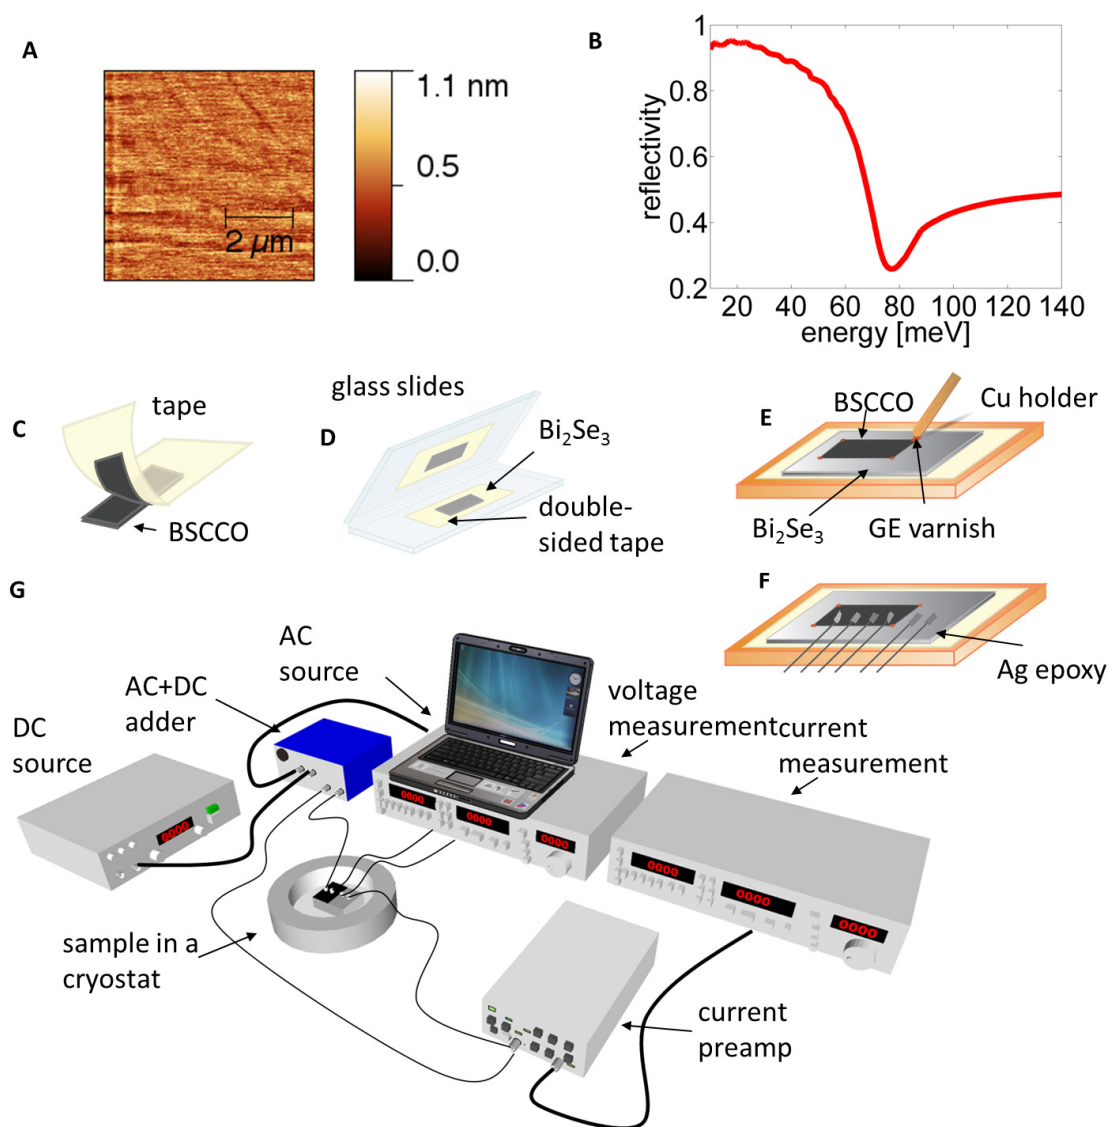 A
1.1 nm
0.5
0.0
2 µm
B
1
0.8
0.6
0.4
0.2
reflectivity
20 40 60 80 100 120 140
energy [meV]
C
tape
BSCCO
glass slides
D
Bi₂Se₃
double-
sided tape
E
BSCCO
Cu holder
Bi₂Se₃
GE varnish
F
Ag epoxy
G
DC
source
AC+DC
adder
AC
source
voltage
measurement
current
measurement
0000
0000
0000
0000
0000
0000
0000
sample in a
cryostat
current
preamp